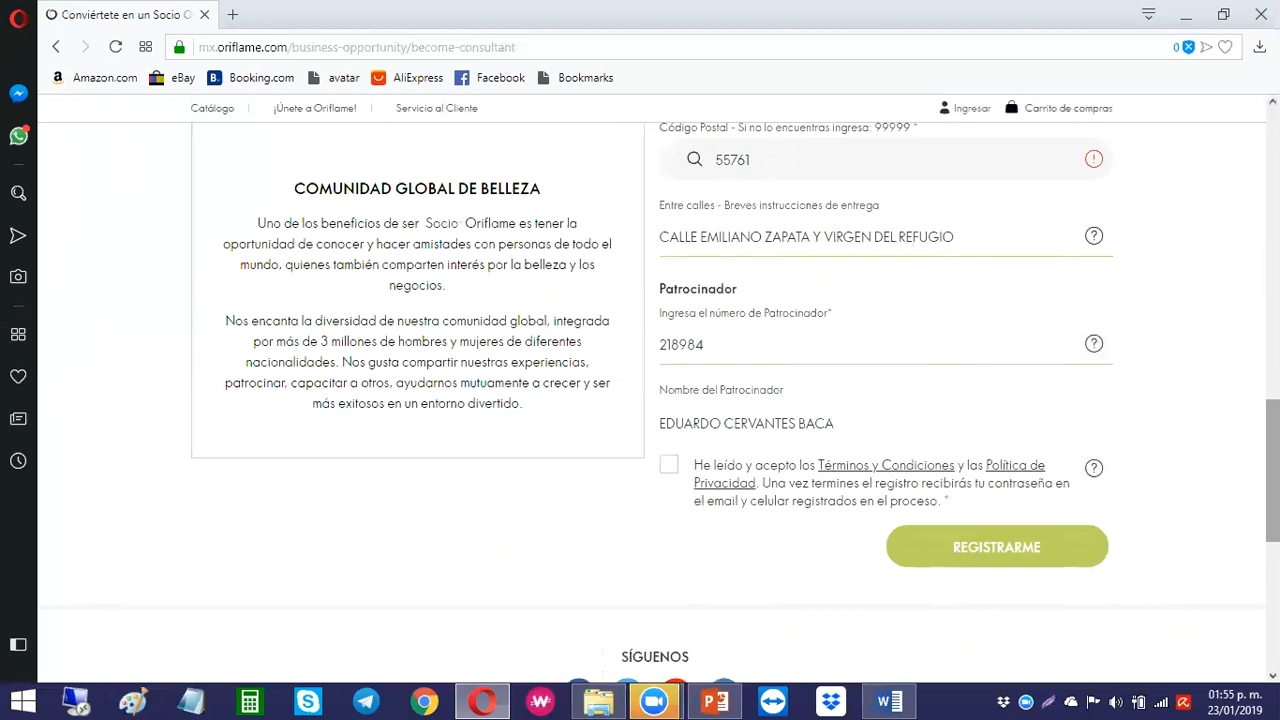 Conviértete en un Socio O
mx.oriflame.com/business-opportunity/become-consultant
0
Amazon.com
eBay
B.
Booking.com
avatar
AliExpress
Facebook
Bookmarks
Catálogo
¡Únete a Oriflame!
Servicio al Cliente
Ingresar
Carrito de compras
Código Postal - Si no lo encuentras ingresa: 99999 *
55761
COMUNIDAD GLOBAL DE BELLEZA
Uno de los beneficios de ser Socio Oriflame es tener la
oportunidad de conocer y hacer amistades con personas de todo el
mundo, quienes también comparten interés por la belleza y los
negocios.
Nos encanta la diversidad de nuestra comunidad global, integrada
por más de 3 millones de hombres y mujeres de diferentes
nacionalidades. Nos gusta compartir nuestras experiencias,
patrocinar, capacitar a otros, ayudarnos mutuamente a crecer y ser
más exitosos en un entorno divertido.
Entre calles - Breves instrucciones de entrega
CALLE EMILIANO ZAPATA Y VIRGEN DEL REFUGIO
Patrocinador
Ingresa el número de Patrocinador*
218984
Nombre del Patrocinador
EDUARDO CERVANTES BACA
He leído y acepto los Términos y Condiciones y las Política de
Privacidad. Una vez termines el registro recibirás tu contraseña en
el email y celular registrados en el proceso. *
REGISTRARME
SÍGUENOS
01:55 p. m.
23/01/2019